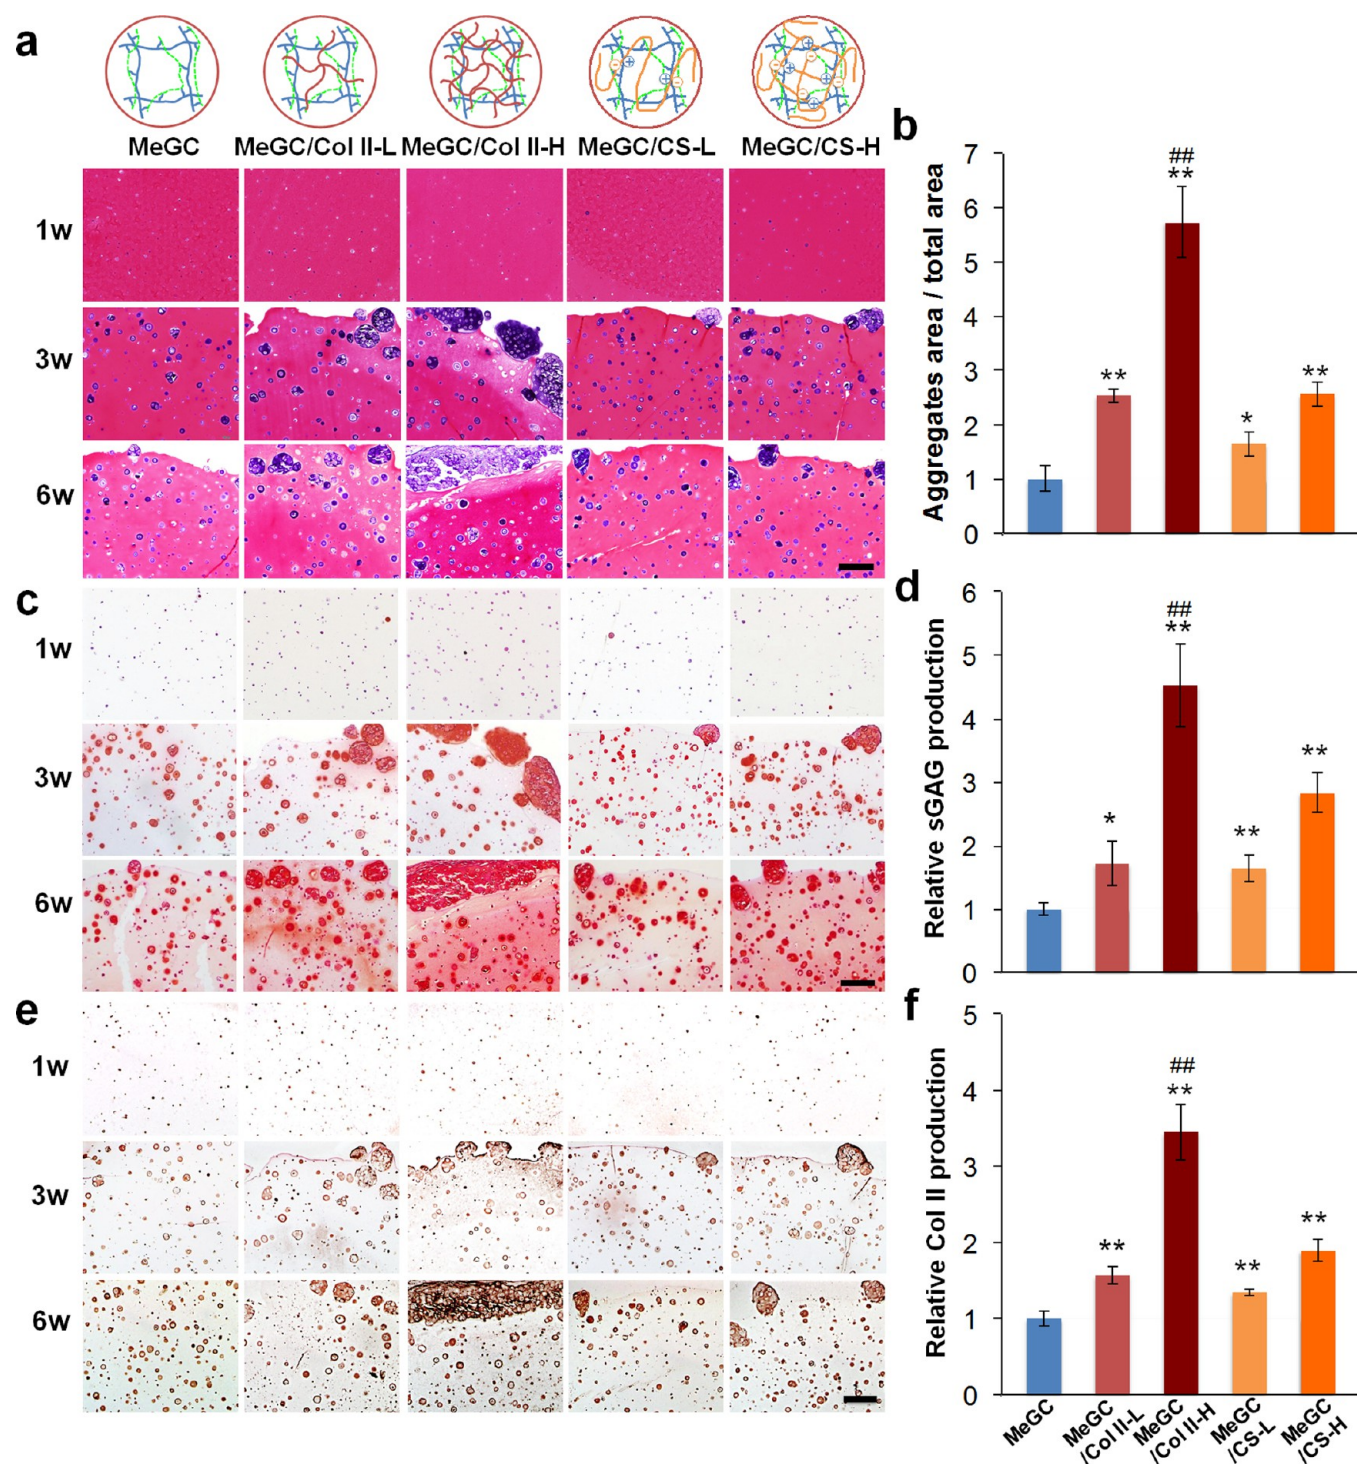 a
MeGC MeGC/Col II-L MeGC/Col II-H MeGC/CS-L MeGC/CS-H
1w
3w
6w
b
Aggregates area / total area
7
6
5
4
3
2
1
0
**
##
**
*
**
c
1w
3w
6w
d
Relative sGAG production
6
5
4
3
2
1
0
*
##
**
**
**
e
1w
3w
6w
f
Relative Col II production
5
4
3
2
1
0
**
##
**
**
**
MeGC
MeGC
/Col II-L
MeGC
/Col II-H
MeGC
/CS-L
MeGC
/CS-H